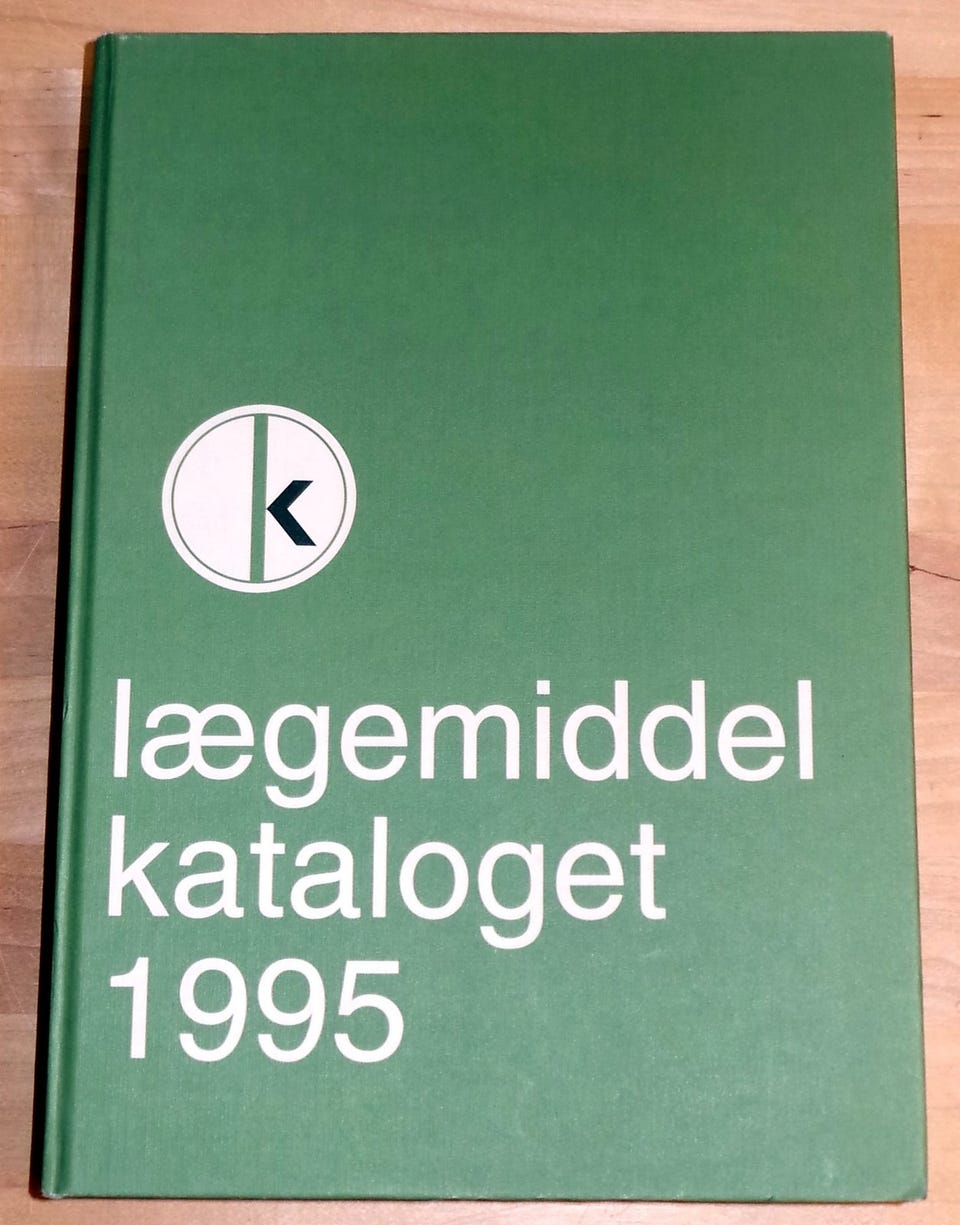 k
lægemiddel
kataloget
1995